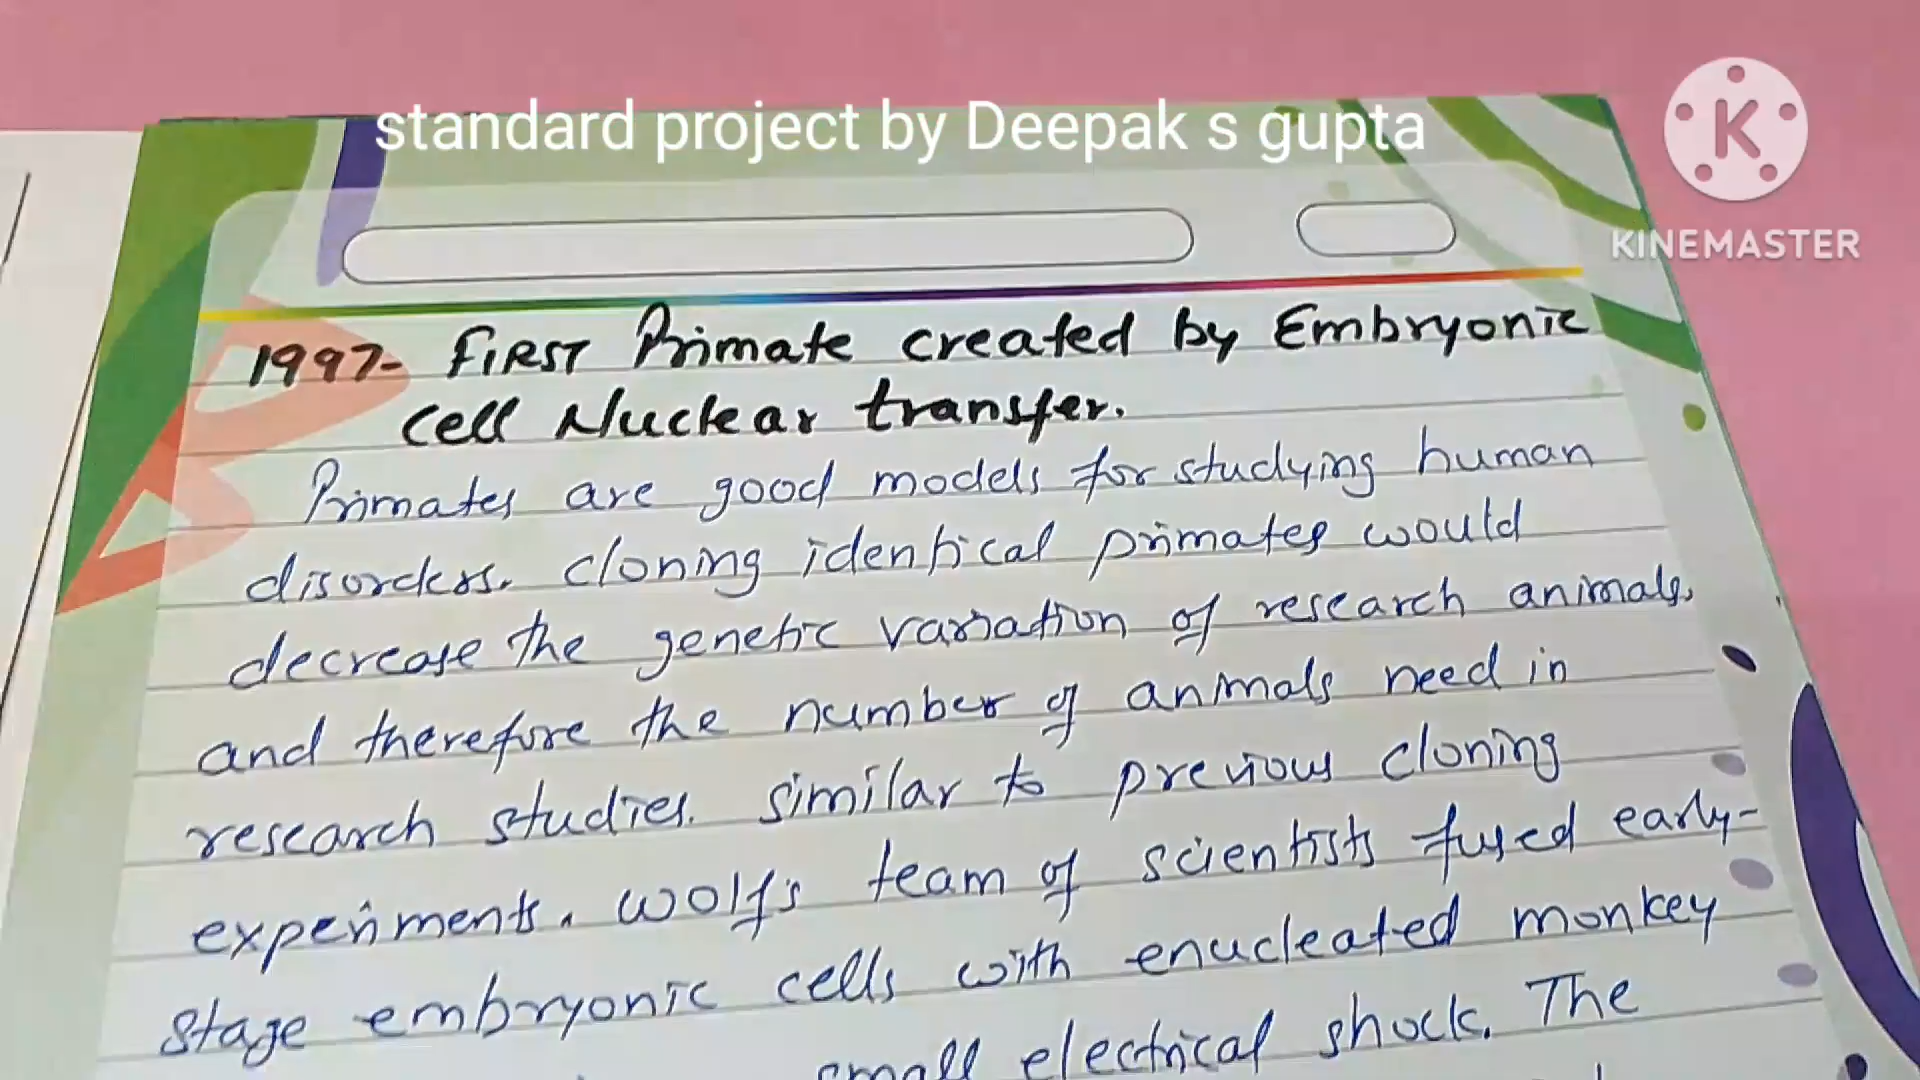 standard project by Deepak s gupta
K
KINEMASTER
1997- FIRST Primate created by Embryonic
cell Nuclear transfer.
Primates are good models for studying human
disorders. cloning identical primates would
decrease the genetic variation of research animals,
and therefore the number of animals need in
research studies. similar to previous cloning
experiments, wolf's team of scientists fused early-
stage embryonic cells with enucleated monkey
small electrical shock. The